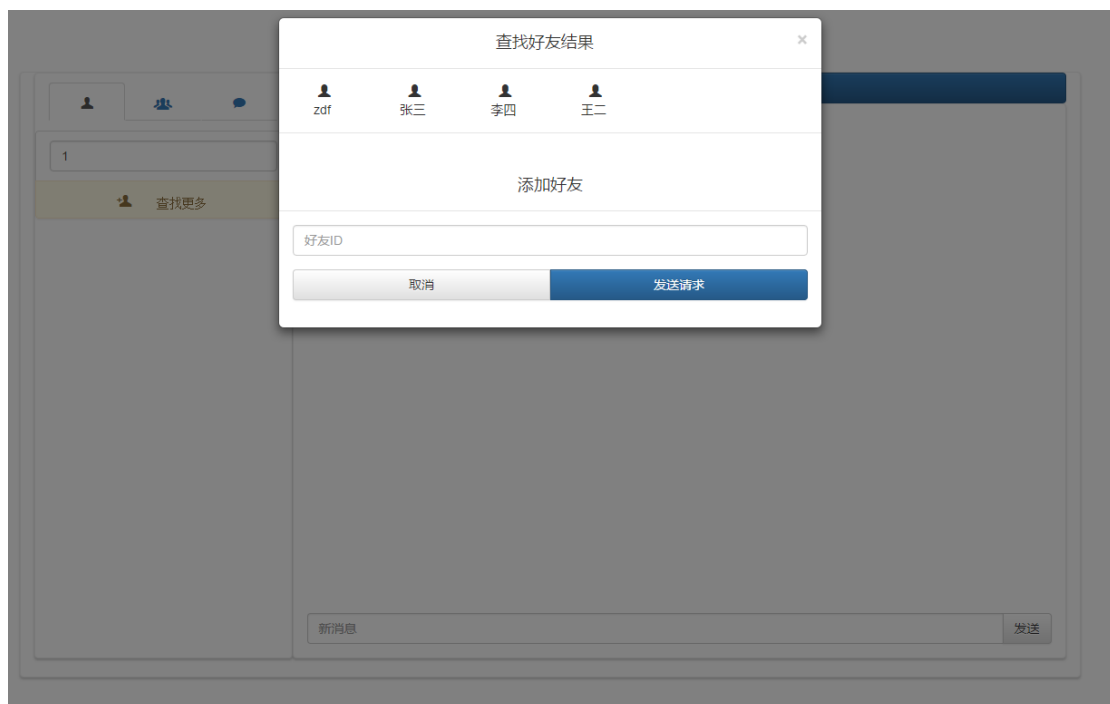 查找好友结果
×
zdf 张三 李四 王二
1
查找更多
添加好友
好友ID
取消 发送请求
新消息 发送